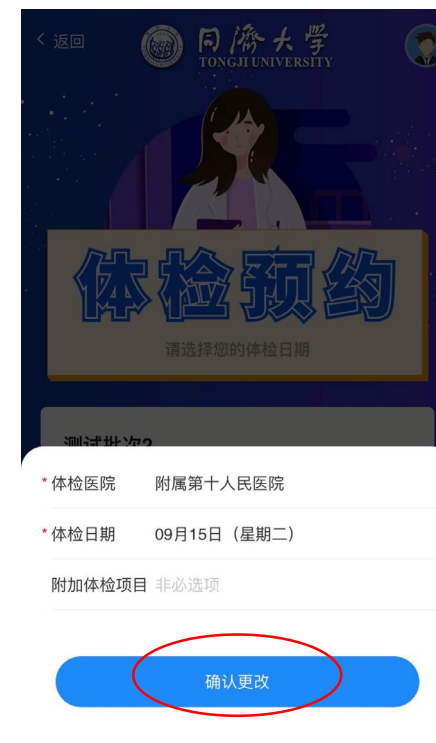 返回
同濟大学
TONGJI UNIVERSITY
体检预约
请选择您的体检日期
测试批次2
*体检医院 附属第十人民医院
*体检日期 09月15日（星期二）
附加体检项目 非必选项
确认更改